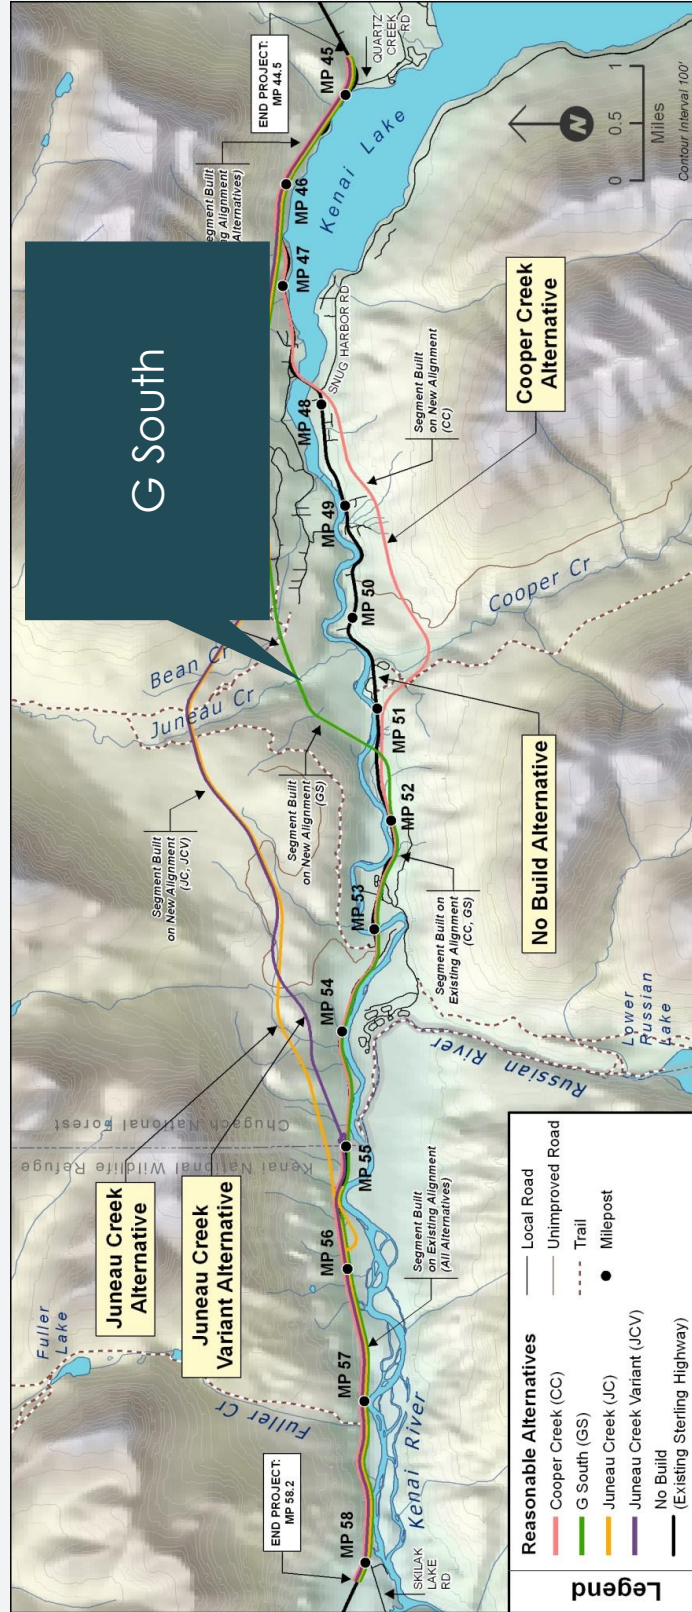 END PROJECT:
MP 44.5
QUARTZ
CREEK
RD
MP 45
Segment Built
MP 46
MP 47
Kenai Lake
SNUG HARBOR RD
MP 48
MP 49
Segment Built
on New Alignment
(CC)
Cooper Creek
Alternative
MP 50
Cooper Cr
G South
Bean Cr
Juneau Cr
MP 51
No Build Alternative
Segment Built
on New Alignment
(GS)
MP 52
Segment Built
on New Alignment
(JC, JCV)
MP 53
Segment Built on
Existing Alignment
(CC, GS)
MP 54
Russian River
Lower
Russian
Lake
Chugach National Forest
Kenai National Wildlife Refuge
MP 55
Juneau Creek
Alternative
Juneau Creek
Variant Alternative
MP 56
Segment Built
on Existing Alignment
(All Alternatives)
MP 57
Fuller
Lake
Fuller Cr
Kenai River
END PROJECT:
MP 58.2
MP 58
SKILAK
LAKE
RD
N
0 0.5 1
Miles
Contour Interval 100'
Legend
Reasonable Alternatives
Cooper Creek (CC)
G South (GS)
Juneau Creek (JC)
Juneau Creek Variant (JCV)
No Build
(Existing Sterling Highway)
Local Road
Unimproved Road
Trail
Milepost